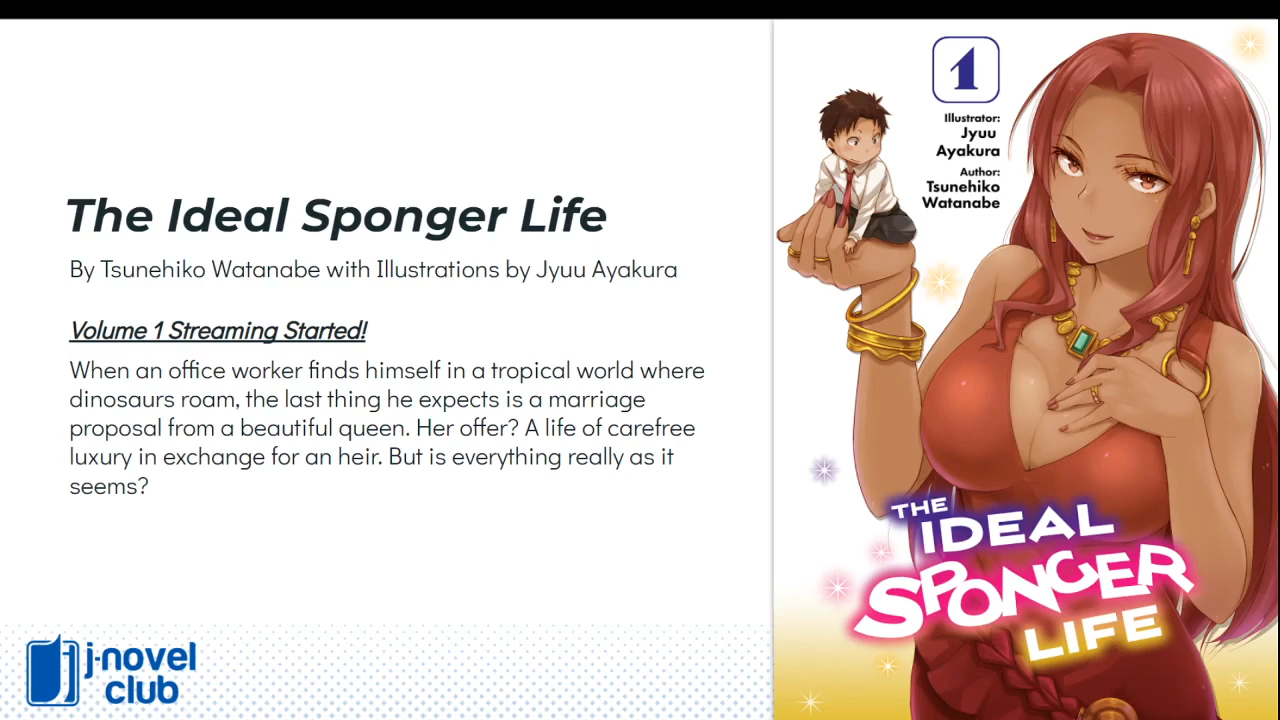 The Ideal Sponger Life
By Tsunehiko Watanabe with Illustrations by Jyuu Ayakura
Volume 1 Streaming Started!
When an office worker finds himself in a tropical world where
dinosaurs roam, the last thing he expects is a marriage
proposal from a beautiful queen. Her offer? A life of carefree
luxury in exchange for an heir. But is everything really as it
seems?
j-novel
club
1
Illustrator:
Jyuu
Ayakura
Author:
Tsunehiko
Watanabe
THE
IDEAL
SPONGER
LIFE